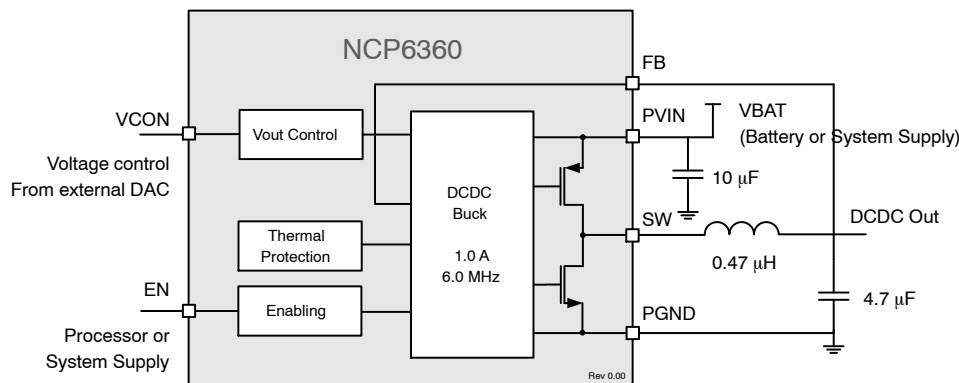 NCP6360
FB
PVIN
VBAT
(Battery or System Supply)
VCON
Vout Control
Voltage control
From external DAC
10 μF
DCDC
Buck
1.0 A
6.0 MHz
SW
DCDC Out
0.47 μH
Thermal
Protection
EN
Enabling
4.7 μF
Processor or
System Supply
PGND
Rev 0.00